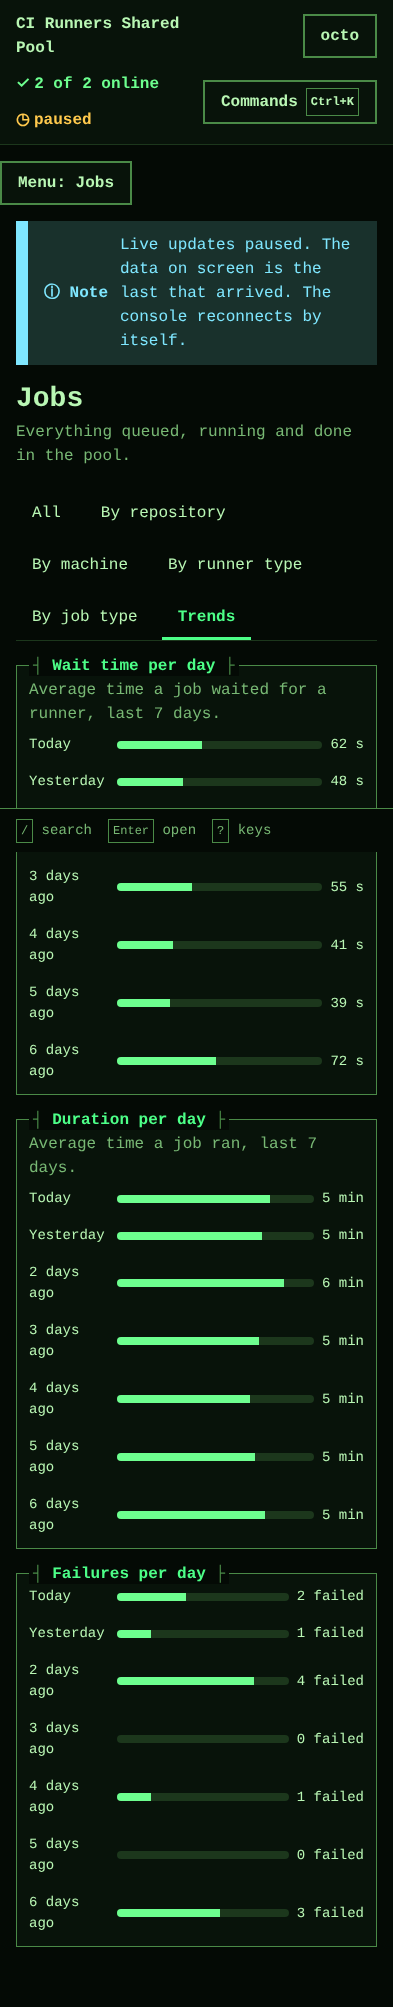 CI Runners Shared
Pool
octo
✓ 2 of 2 online
Commands Ctrl+K
paused
Menu: Jobs
ⓘ Note
Live updates paused. The
data on screen is the
last that arrived. The
console reconnects by
itself.
Jobs
Everything queued, running and done
in the pool.
All By repository
By machine By runner type
By job type Trends
Wait time per day
Average time a job waited for a
runner, last 7 days.
Today 62 s
Yesterday 48 s
/ search Enter open ? keys
3 days
ago
55 s
4 days
ago
41 s
5 days
ago
39 s
6 days
ago
72 s
Duration per day
Average time a job ran, last 7
days.
Today 5 min
Yesterday 5 min
2 days
ago
6 min
3 days
ago
5 min
4 days
ago
5 min
5 days
ago
5 min
6 days
ago
5 min
Failures per day
Today 2 failed
Yesterday 1 failed
2 days
ago
4 failed
3 days
ago
0 failed
4 days
ago
1 failed
5 days
ago
0 failed
6 days
ago
3 failed